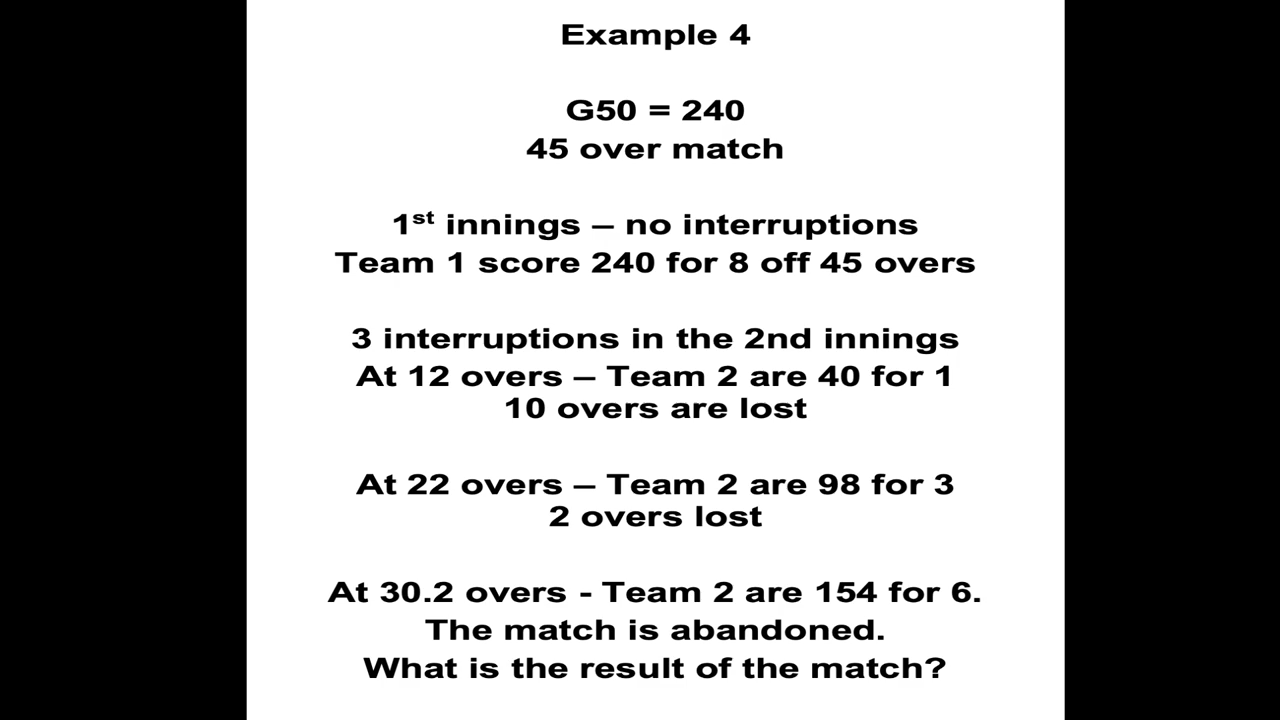 Example 4
G50 = 240
45 over match
1st innings – no interruptions
Team 1 score 240 for 8 off 45 overs
3 interruptions in the 2nd innings
At 12 overs – Team 2 are 40 for 1
10 overs are lost
At 22 overs – Team 2 are 98 for 3
2 overs lost
At 30.2 overs - Team 2 are 154 for 6.
The match is abandoned.
What is the result of the match?